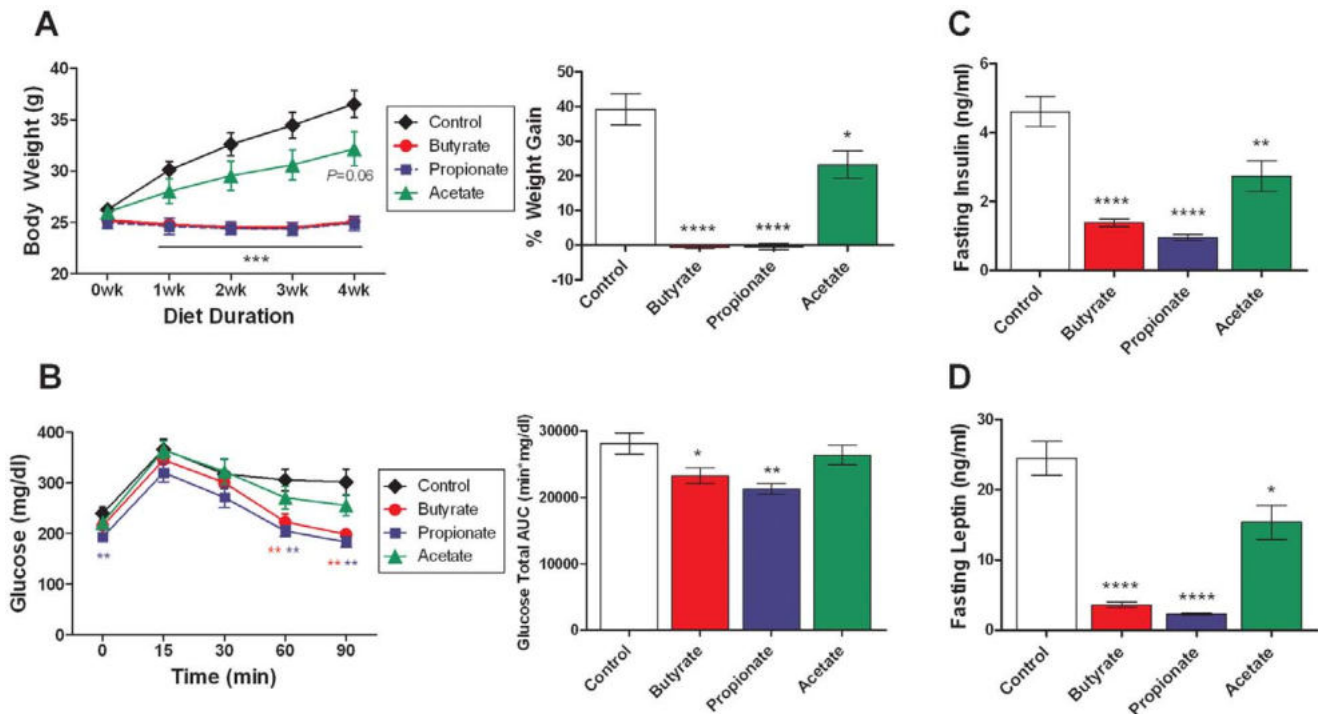 A
Body Weight (g)
40
35
30
25
20
0wk
1wk
2wk
3wk
4wk
Diet Duration
P=0.06
***
Control
Butyrate
Propionate
Acetate
% Weight Gain
50
40
30
20
10
0
-10
****
****
*
Control
Butyrate
Propionate
Acetate
C
Fasting Insulin (ng/ml)
6
4
2
0
****
****
**
Control
Butyrate
Propionate
Acetate
B
Glucose (mg/dl)
400
300
200
100
0
**
** **
** **
0
15
30
60
90
Time (min)
Control
Butyrate
Propionate
Acetate
Glucose Total AUC (min*mg/dl)
30000
20000
10000
0
*
**
Control
Butyrate
Propionate
Acetate
D
Fasting Leptin (ng/ml)
30
20
10
0
****
****
*
Control
Butyrate
Propionate
Acetate